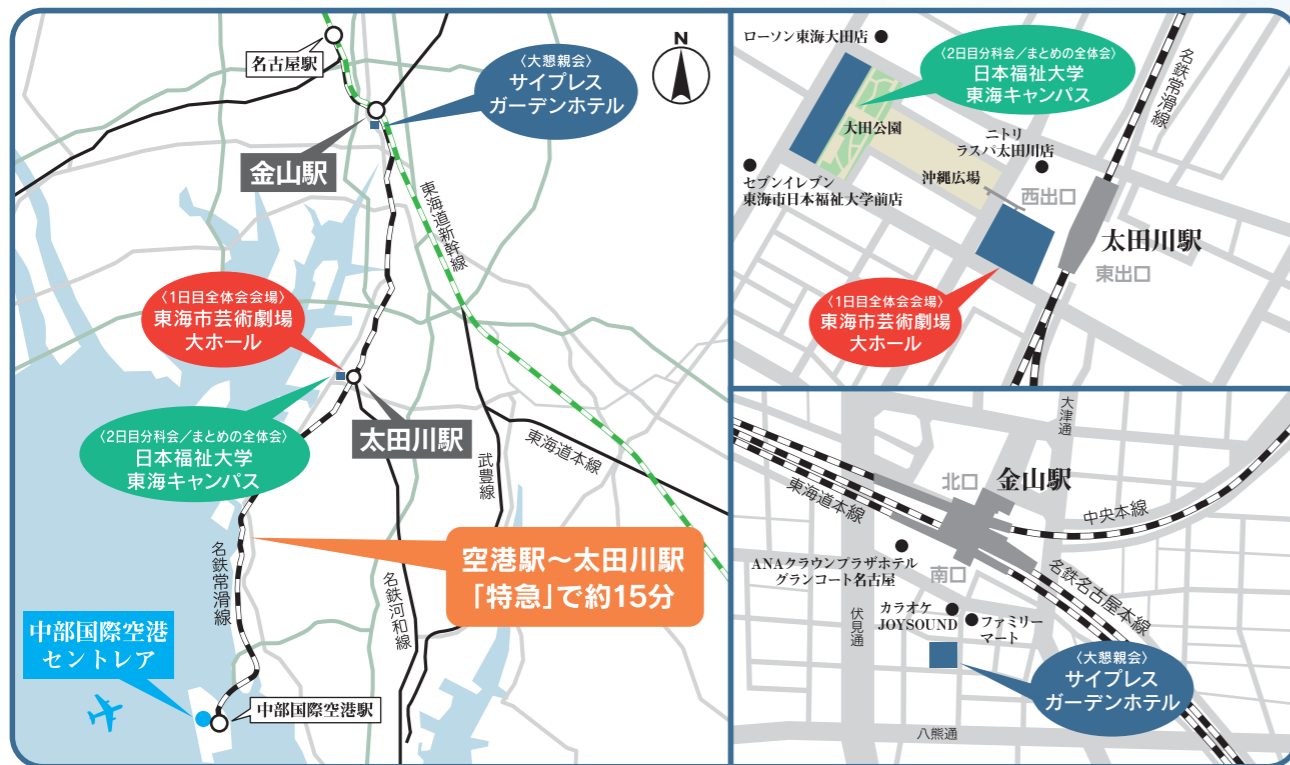 名古屋駅
N
〈大懇親会〉
サイプレス
ガーデンホテル
金山駅
東海道新幹線
〈1日目全体会会場〉
東海市芸術劇場
大ホール
太田川駅
〈2日目分科会／まとめの全体会〉
日本福祉大学
東海キャンパス
武豊線
東海道本線
空港駅～太田川駅
「特急」で約15分
名鉄常滑線
名鉄河和線
中部国際空港
セントレア
中部国際空港駅
ローソン東海大田店
〈2日目分科会／まとめの全体会〉
日本福祉大学
東海キャンパス
名鉄常滑線
大田公園
ニトリ
ラスパ太田川店
セブンイレブン
東海市日本福祉大学前店
沖縄広場
西出口
太田川駅
東出口
〈1日目全体会会場〉
東海市芸術劇場
大ホール
大津通
金山駅
北口
東海道本線
中央本線
ANAクラウンプラザホテル
グランコート名古屋
南口
名鉄名古屋本線
伏見通
カラオケ
JOYSOUND
ファミリー
マート
〈大懇親会〉
サイプレス
ガーデンホテル
八熊通